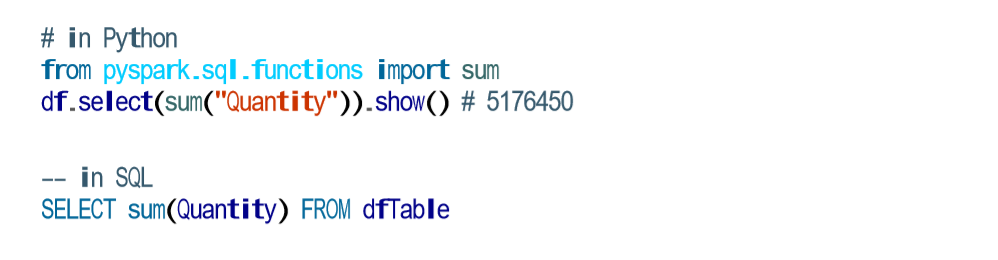 # in Python
from pyspark.sql.functions import sum
df.select(sum("Quantity")).show() # 5176450
-- in SQL
SELECT sum(Quantity) FROM dfTable